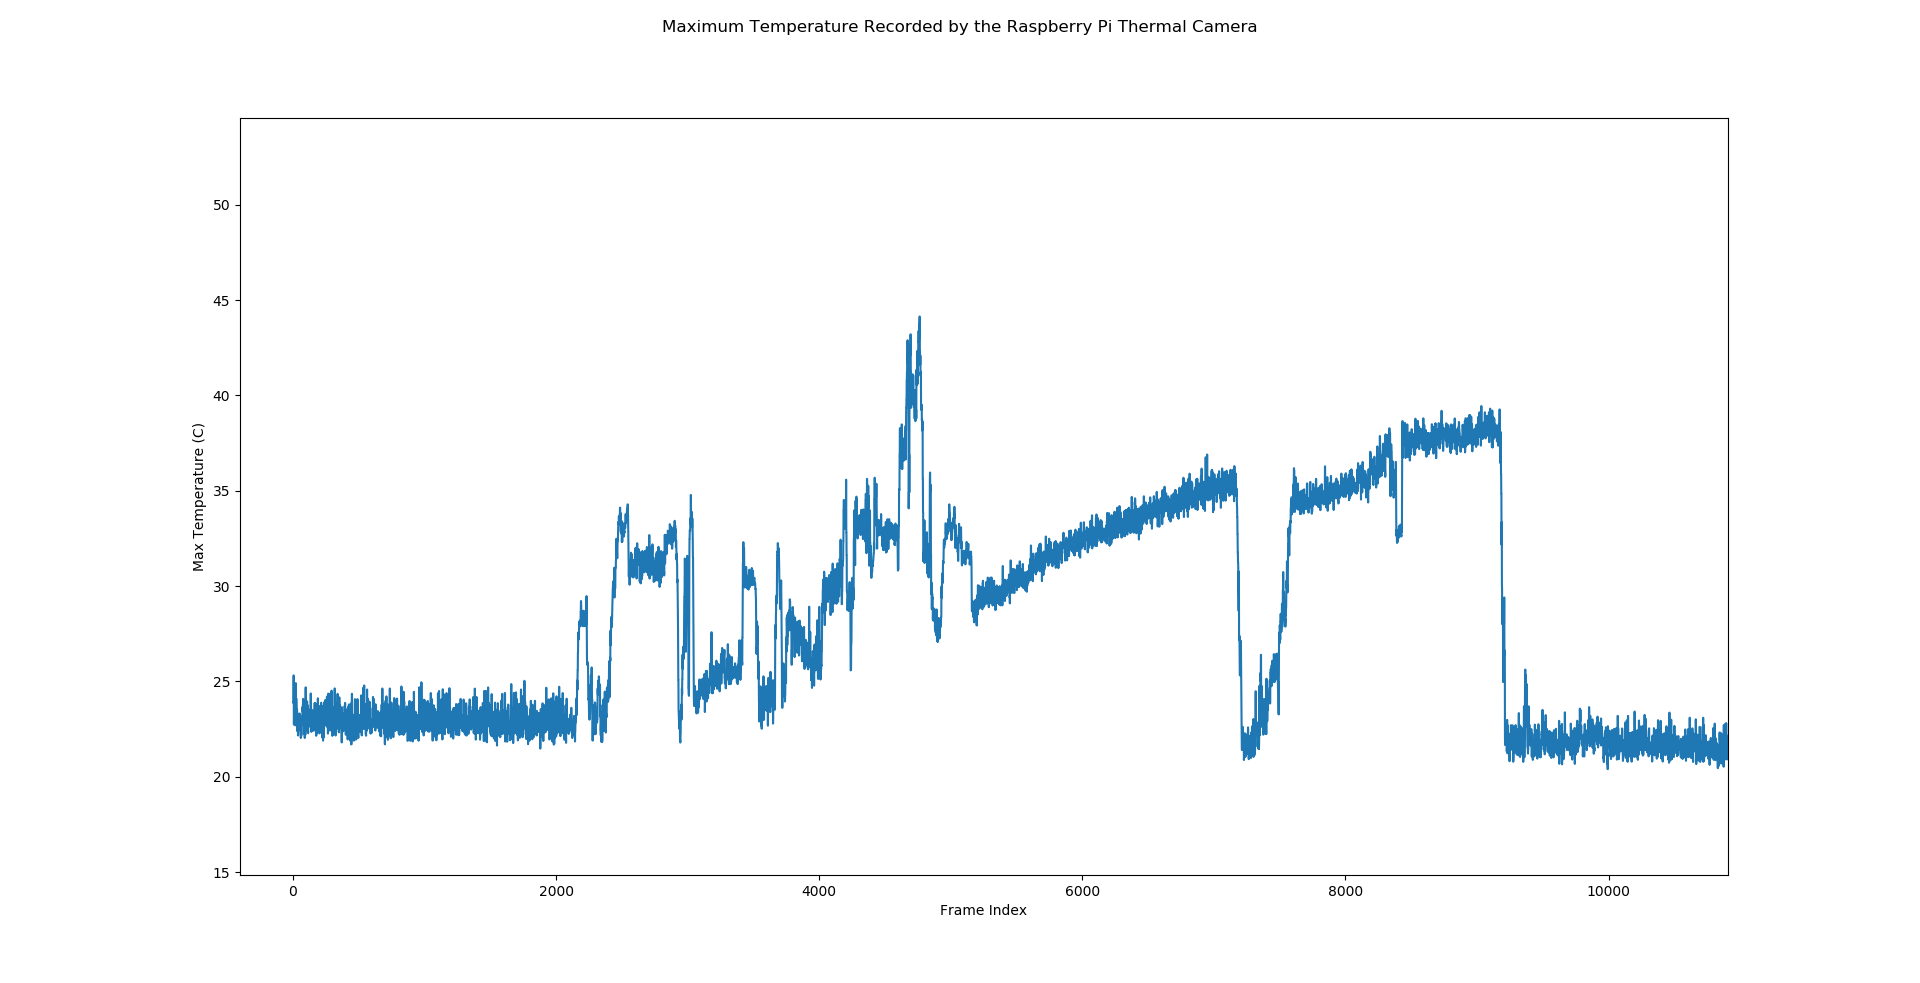 Maximum Temperature Recorded by the Raspberry Pi Thermal Camera
Max Temperature (C)
50
45
40
35
30
25
20
15
0 2000 4000 6000 8000 10000
Frame Index